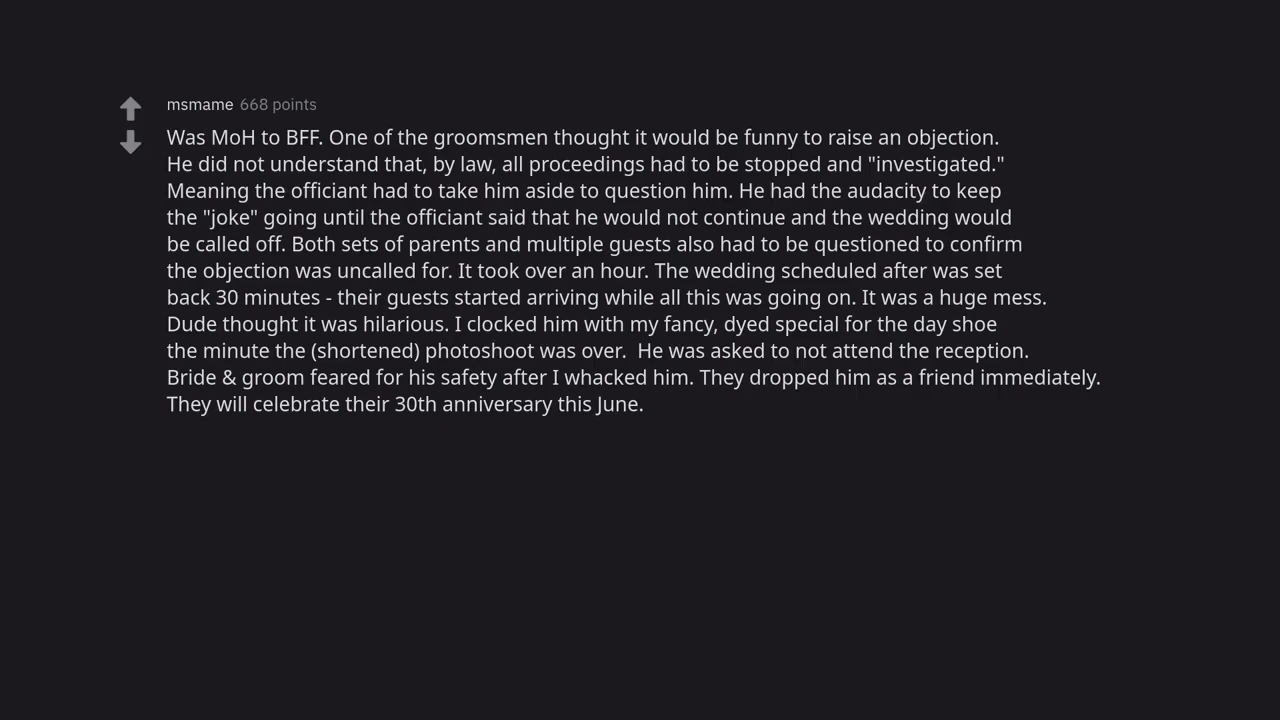 msmame 668 points
Was MoH to BFF. One of the groomsmen thought it would be funny to raise an objection.
He did not understand that, by law, all proceedings had to be stopped and "investigated."
Meaning the officiant had to take him aside to question him. He had the audacity to keep
the "joke" going until the officiant said that he would not continue and the wedding would
be called off. Both sets of parents and multiple guests also had to be questioned to confirm
the objection was uncalled for. It took over an hour. The wedding scheduled after was set
back 30 minutes - their guests started arriving while all this was going on. It was a huge mess.
Dude thought it was hilarious. I clocked him with my fancy, dyed special for the day shoe
the minute the (shortened) photoshoot was over.  He was asked to not attend the reception.
Bride & groom feared for his safety after I whacked him. They dropped him as a friend immediately.
They will celebrate their 30th anniversary this June.